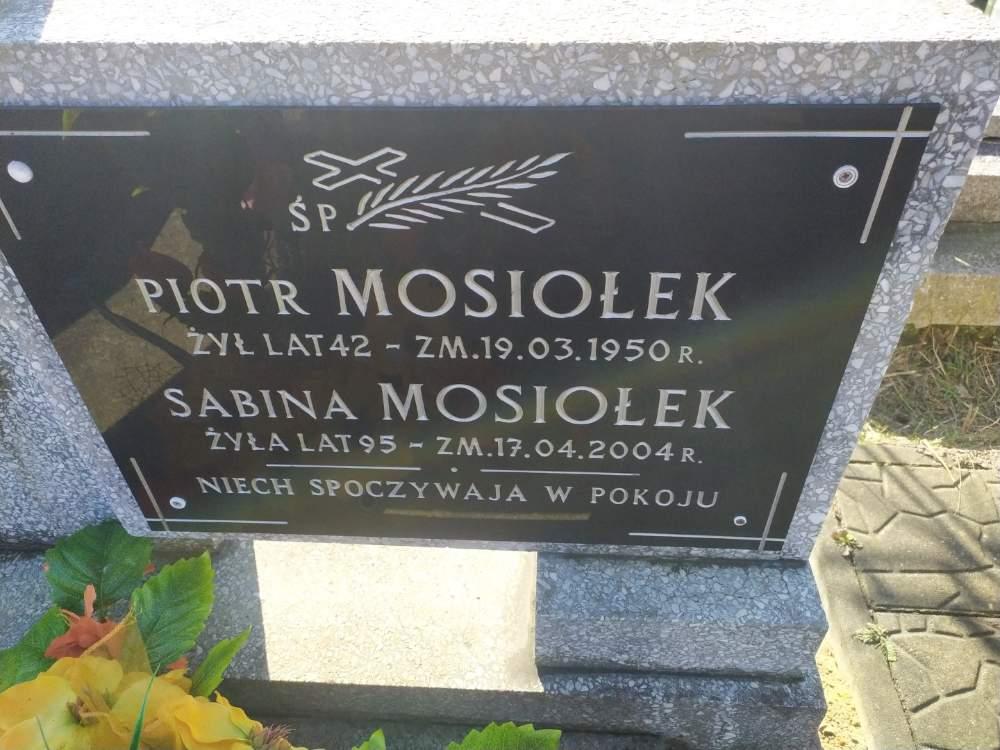 ŚP
PIOTR MOSIOŁEK
ŻYŁ LAT 42 - ZM. 19.03.1950 R.
SABINA MOSIOŁEK
ŻYŁA LAT 95 - ZM. 17.04.2004 R.
NIECH SPOCZYWAJA W POKOJU